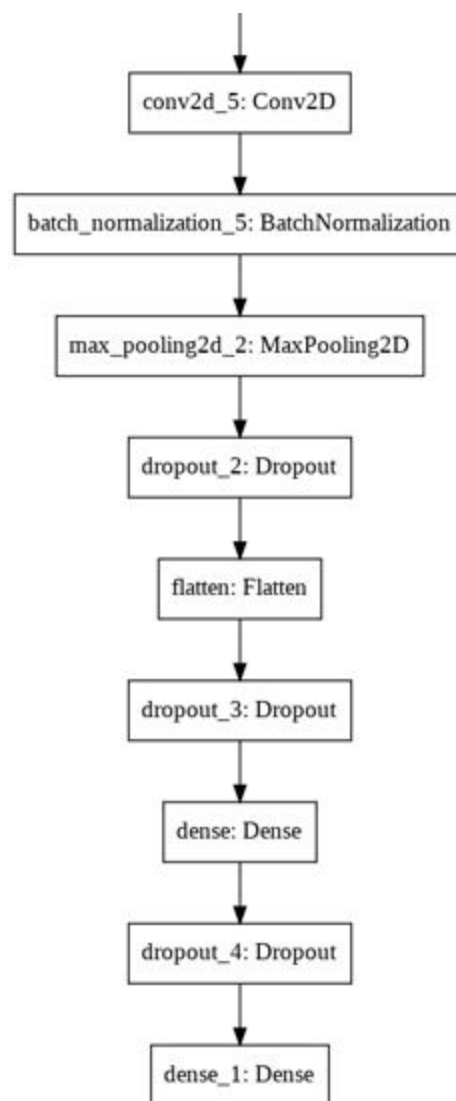 conv2d_5: Conv2D
batch_normalization_5: BatchNormalization
max_pooling2d_2: MaxPooling2D
dropout_2: Dropout
flatten: Flatten
dropout_3: Dropout
dense: Dense
dropout_4: Dropout
dense_1: Dense